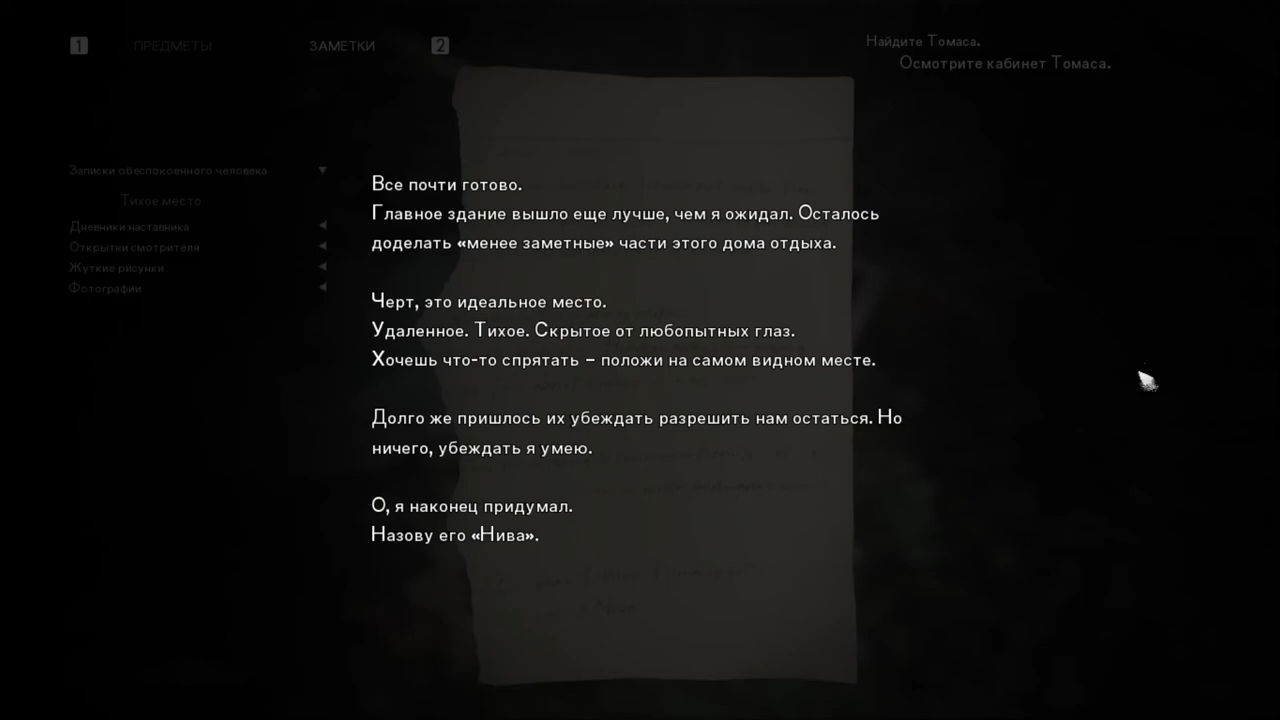 1 ПРЕДМЕТЫ ЗАМЕТКИ 2
Найдите Томаса.
Осмотрите кабинет Томаса.
Записки обеспокоенного человека
Тихое место
Дневники наставника
Открытки смотрителя
Жуткие рисунки
Фотографии
Все почти готово.
Главное здание вышло еще лучше, чем я ожидал. Осталось
доделать «менее заметные» части этого дома отдыха.
Черт, это идеальное место.
Удаленное. Тихое. Скрытое от любопытных глаз.
Хочешь что-то спрятать – положи на самом видном месте.
Долго же пришлось их убеждать разрешить нам остаться. Но
ничего, убеждать я умею.
О, я наконец придумал.
Назову его «Нива».